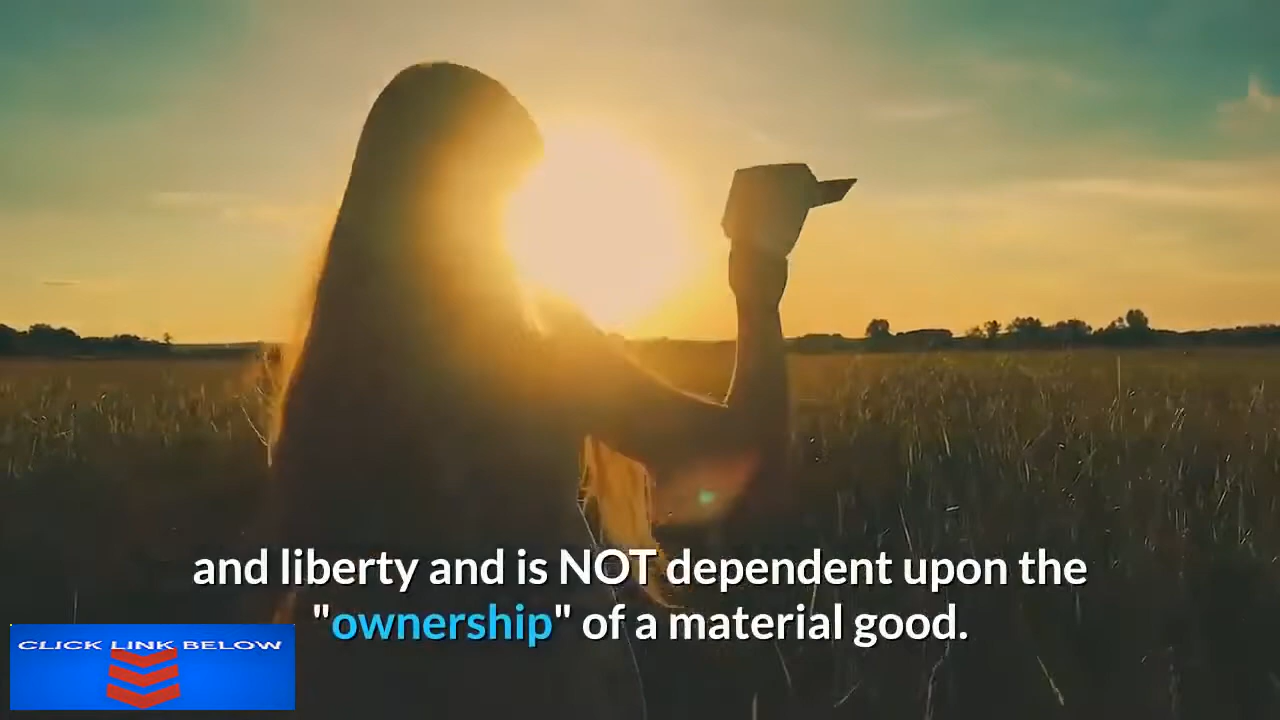 and liberty and is NOT dependent upon the
"ownership" of a material good.
CLICK LINK BELOW